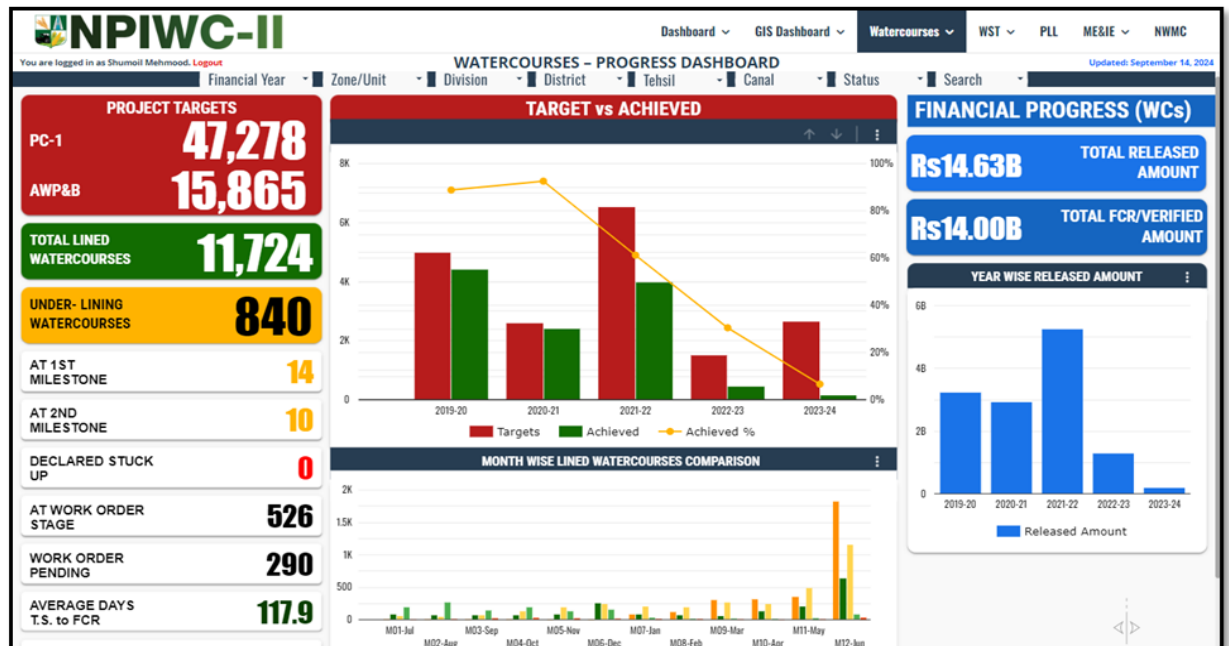 NPIWC-II
Dashboard GIS Dashboard Watercourses WST PLL ME&IE NWMC
You are logged in as Shumoil Mehmood. Logout
WATERCOURSES – PROGRESS DASHBOARD
Updated: September 14, 2024
Financial Year Zone/Unit Division District Tehsil Canal Status Search
PROJECT TARGETS
PC-1 47,278
AWP&B 15,865
TOTAL LINED
WATERCOURSES
11,724
UNDER- LINING
WATERCOURSES
840
AT 1ST
MILESTONE
14
AT 2ND
MILESTONE
10
DECLARED STUCK
UP
0
AT WORK ORDER
STAGE
526
WORK ORDER
PENDING
290
AVERAGE DAYS
T.S. to FCR
117.9
TARGET vs ACHIEVED
8K 100%
80%
6K
60%
4K
40%
2K
20%
0 0%
2019-20 2020-21 2021-22 2022-23 2023-24
Targets Achieved Achieved %
MONTH WISE LINED WATERCOURSES COMPARISON
2K
1.5K
1K
500
0
M01-Jul M03-Sep M05-Nov M07-Jan M09-Mar M11-May
M02-Aug M04-Oct M06-Dec M08-Feb M10-Apr M12-Jun
FINANCIAL PROGRESS (WCs)
Rs14.63B
TOTAL RELEASED
AMOUNT
Rs14.00B
TOTAL FCR/VERIFIED
AMOUNT
YEAR WISE RELEASED AMOUNT
6B
4B
2B
0
2019-20 2020-21 2021-22 2022-23 2023-24
Released Amount